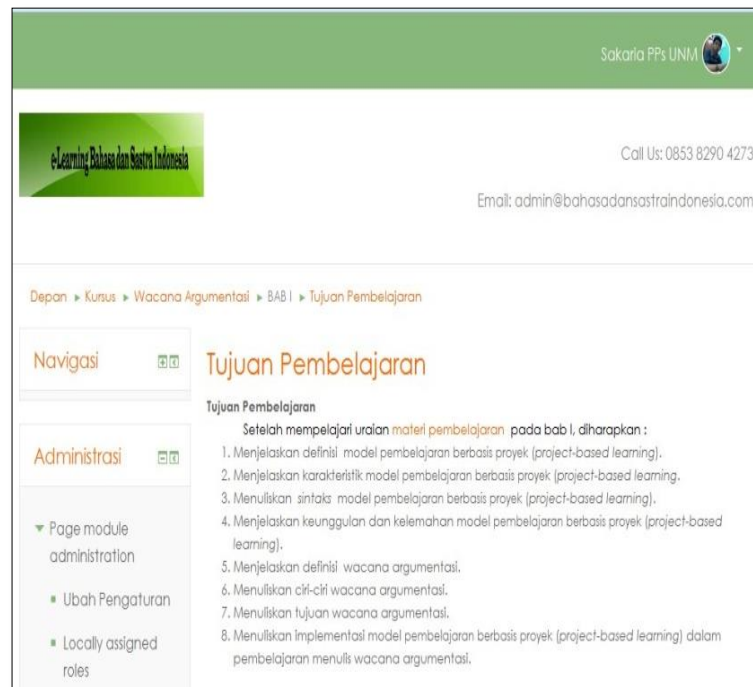 Sakaria PPs UNM
e-Learning Bahasa dan Sastra Indonesia
Call Us: 0853 8290 4273
Email: admin@bahasadansastraindonesia.com
Depan ▸ Kursus ▸ Wacana Argumentasi ▸ BAB I ▸ Tujuan Pembelajaran
Navigasi
Administrasi
Page module
administration
Ubah Pengaturan
Locally assigned
roles
Tujuan Pembelajaran
Tujuan Pembelajaran
Setelah mempelajari uraian materi pembelajaran pada bab I, diharapkan :
1. Menjelaskan definisi model pembelajaran berbasis proyek (project-based learning).
2. Menjelaskan karakteristik model pembelajaran berbasis proyek (project-based learning.
3. Menuliskan sintaks model pembelajaran berbasis proyek (project-based learning).
4. Menjelaskan keunggulan dan kelemahan model pembelajaran berbasis proyek (project-based
learning).
5. Menjelaskan definisi wacana argumentasi.
6. Menuliskan ciri-ciri wacana argumentasi.
7. Menuliskan tujuan wacana argumentasi.
8. Menuliskan implementasi model pembelajaran berbasis proyek (project-based learning) dalam
pembelajaran menulis wacana argumentasi.